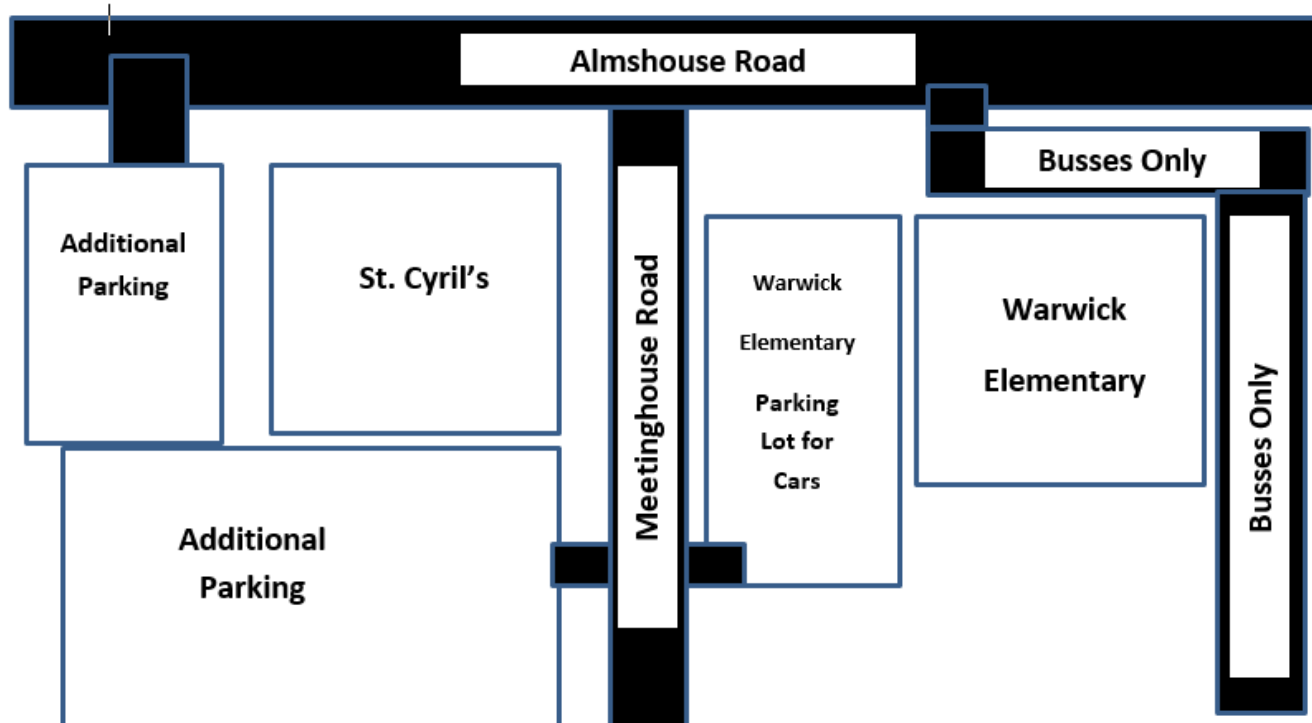 Almshouse Road
Busses Only
Additional
Parking
St. Cyril’s
Meetinghouse Road
Warwick
Elementary
Parking
Lot for
Cars
Warwick
Elementary
Busses Only
Additional
Parking